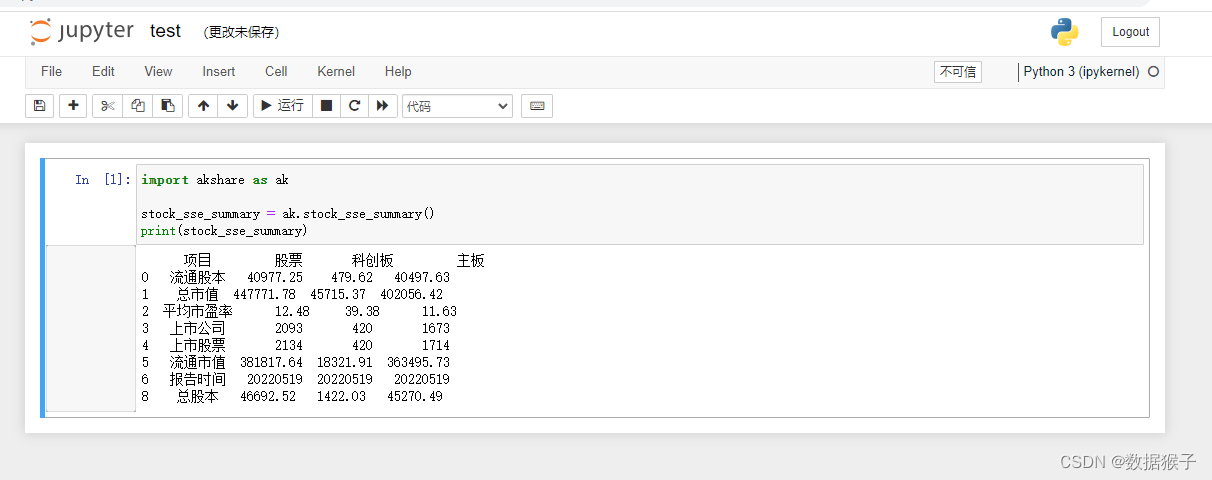 jupyter test (更改未保存) Logout
File Edit View Insert Cell Kernel Help 不可信 Python 3 (ipykernel)
运行 代码
In [1]: import akshare as ak
stock_sse_summary = ak.stock_sse_summary()
print(stock_sse_summary)
项目 股票 科创板 主板
0 流通股本 40977.25 479.62 40497.63
1 总市值 447771.78 45715.37 402056.42
2 平均市盈率 12.48 39.38 11.63
3 上市公司 2093 420 1673
4 上市股票 2134 420 1714
5 流通市值 381817.64 18321.91 363495.73
6 报告时间 20220519 20220519 20220519
8 总股本 46692.52 1422.03 45270.49
CSDN @数据猴子